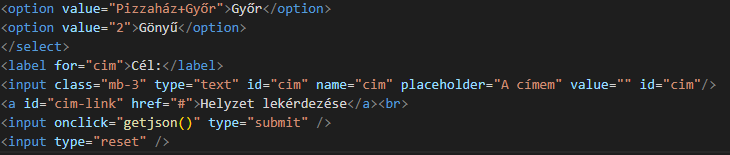 <option value="Pizzaház+Győr">Győr</option>
<option value="2">Gönyű</option>
</select>
<label for="cim">Cél:</label>
<input class="mb-3" type="text" id="cim" name="cim" placeholder="A címem" value="" id="cim"/>
<a id="cim-link" href="#">Helyzet lekérdezése</a><br>
<input onclick="getjson()" type="submit" />
<input type="reset" />